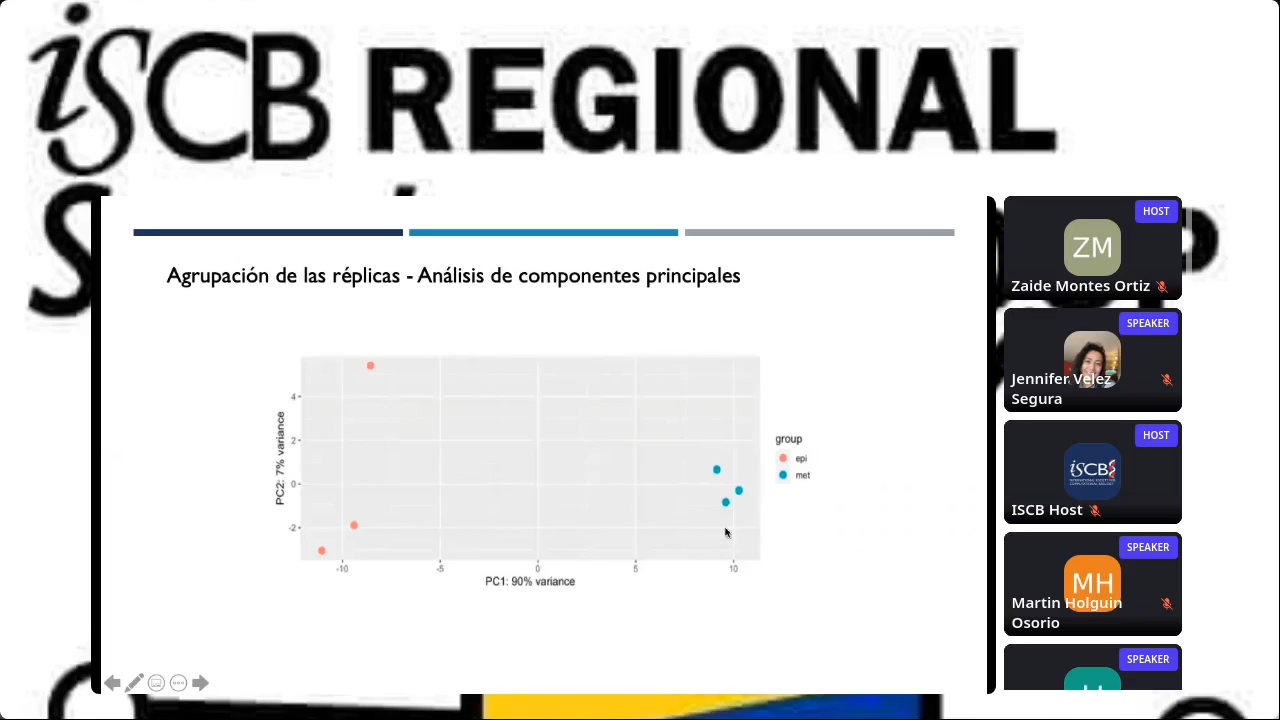 iSCB REGIONAL
Agrupación de las réplicas - Análisis de componentes principales
4
2
0
-2
PC2: 7% variance
-10
-5
0
5
10
PC1: 90% variance
group
epi
met
HOST
ZM
Zaide Montes Ortiz
SPEAKER
Jennifer Velez
Segura
HOST
iSCB
ISCB Host
SPEAKER
MH
Martin Holguin
Osorio
SPEAKER